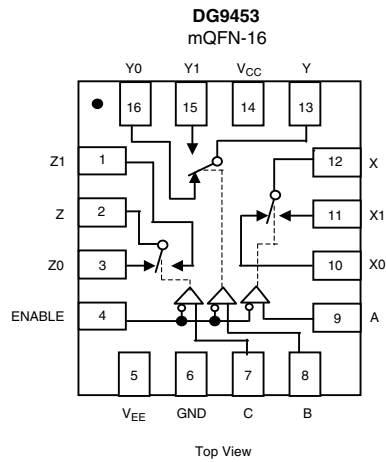 DG9453
mQFN-16
Y0 Y1 VCC Y
16 15 14 13
Z1 1 12 X
Z 2 11 X1
Z0 3 10 X0
ENABLE 4 9 A
5 6 7 8
VEE GND C B
Top View